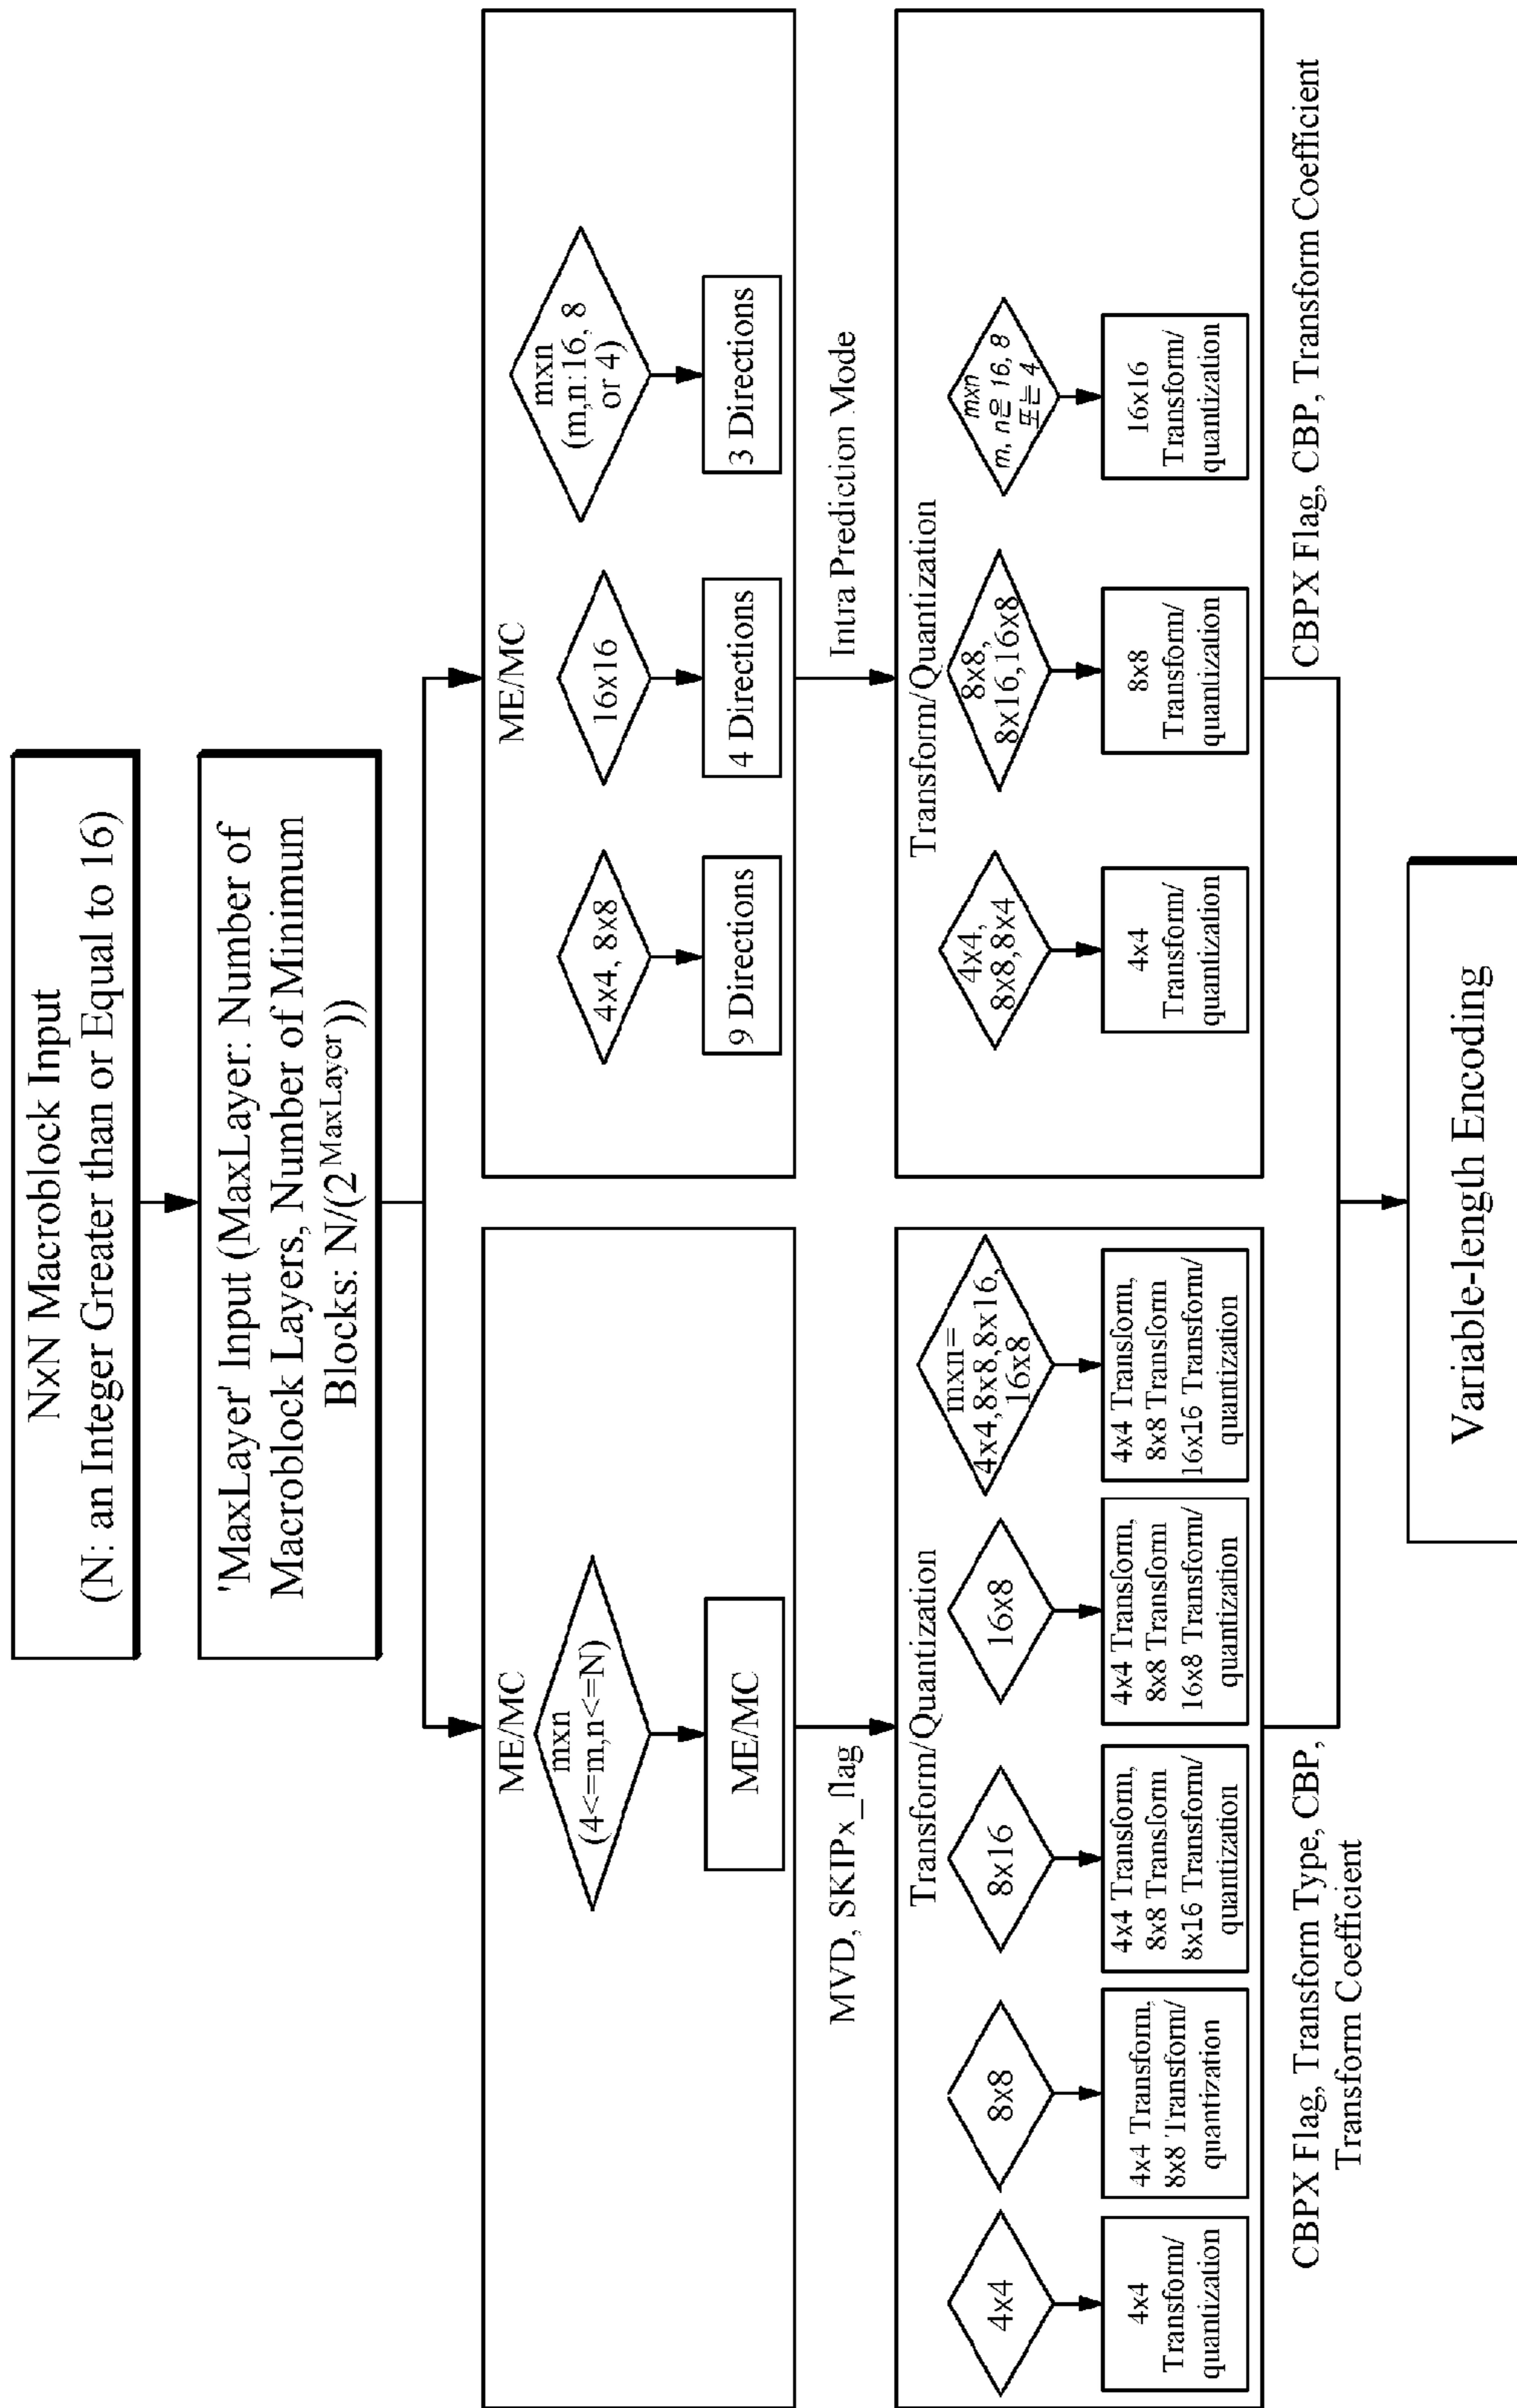 NxN Macroblock Input
(N: an Integer Greater than or Equal to 16)
'MaxLayer' Input (MaxLayer: Number of
Macroblock Layers, Number of Minimum
Blocks: N/(2^MaxLayer))
ME/MC
mxn
(4<=m,n<=N)
ME/MC
MVD, SKIPx_flag
Transform/Quantization
4x4
4x4
Transform/
quantization
8x8
4x4 Transform,
8x8 Transform/
quantization
8x16
4x4 Transform,
8x8 Transform
8x16 Transform/
quantization
16x8
4x4 Transform,
8x8 Transform
16x8 Transform/
quantization
mxn=
4x4,8x8,8x16,
16x8
4x4 Transform,
8x8 Transform
16x16 Transform/
quantization
CBPX Flag, Transform Type, CBP,
Transform Coefficient
ME/MC
4x4, 8x8
9 Directions
16x16
4 Directions
mxn
(m,n:16, 8
or 4)
3 Directions
Intra Prediction Mode
Transform/Quantization
4x4,
8x8,8x4
4x4
Transform/
quantization
8x8,
8x16,16x8
8x8
Transform/
quantization
mxn
m, n은 16, 8
또는 4
16x16
Transform/
quantization
CBPX Flag, CBP, Transform Coefficient
Variable-length Encoding